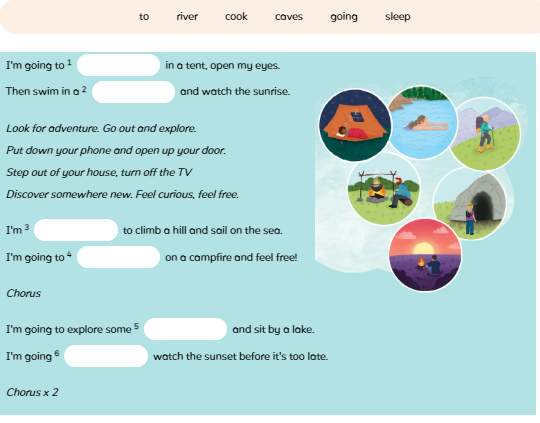 to river cook caves going sleep
I'm going to 1 in a tent, open my eyes.
Then swim in a 2 and watch the sunrise.
Look for adventure. Go out and explore.
Put down your phone and open up your door.
Step out of your house, turn off the TV
Discover somewhere new. Feel curious, feel free.
I'm 3 to climb a hill and sail on the sea.
I'm going to 4 on a campfire and feel free!
Chorus
I'm going to explore some 5 and sit by a lake.
I'm going 6 watch the sunset before it's too late.
Chorus x 2